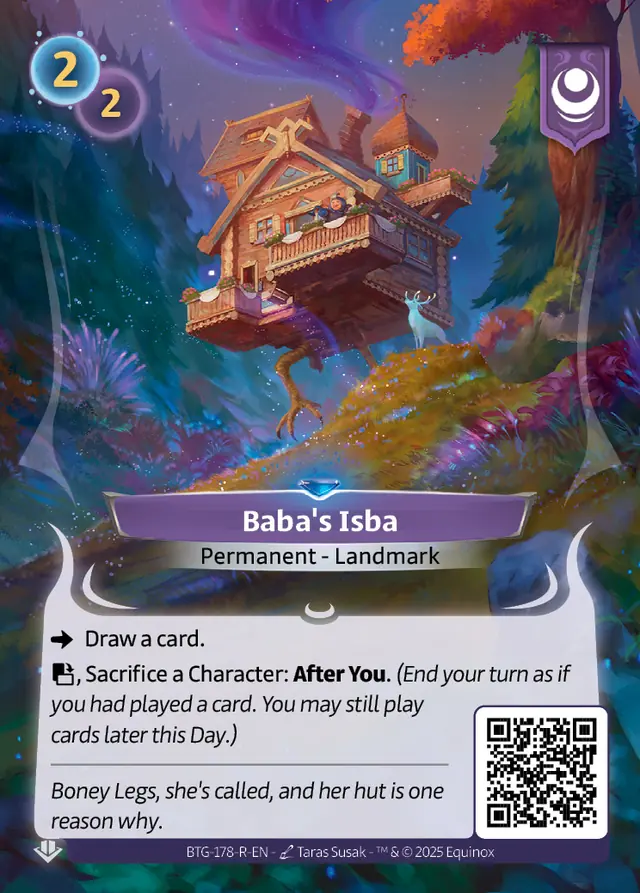 2
2
Baba's Isba
Permanent - Landmark
Draw a card.
, Sacrifice a Character: After You. (End your turn as if
you had played a card. You may still play
cards later this Day.)
Boney Legs, she's called, and her hut is one
reason why.
BTG-178-R-EN - Taras Susak - ™ & © 2025 Equinox